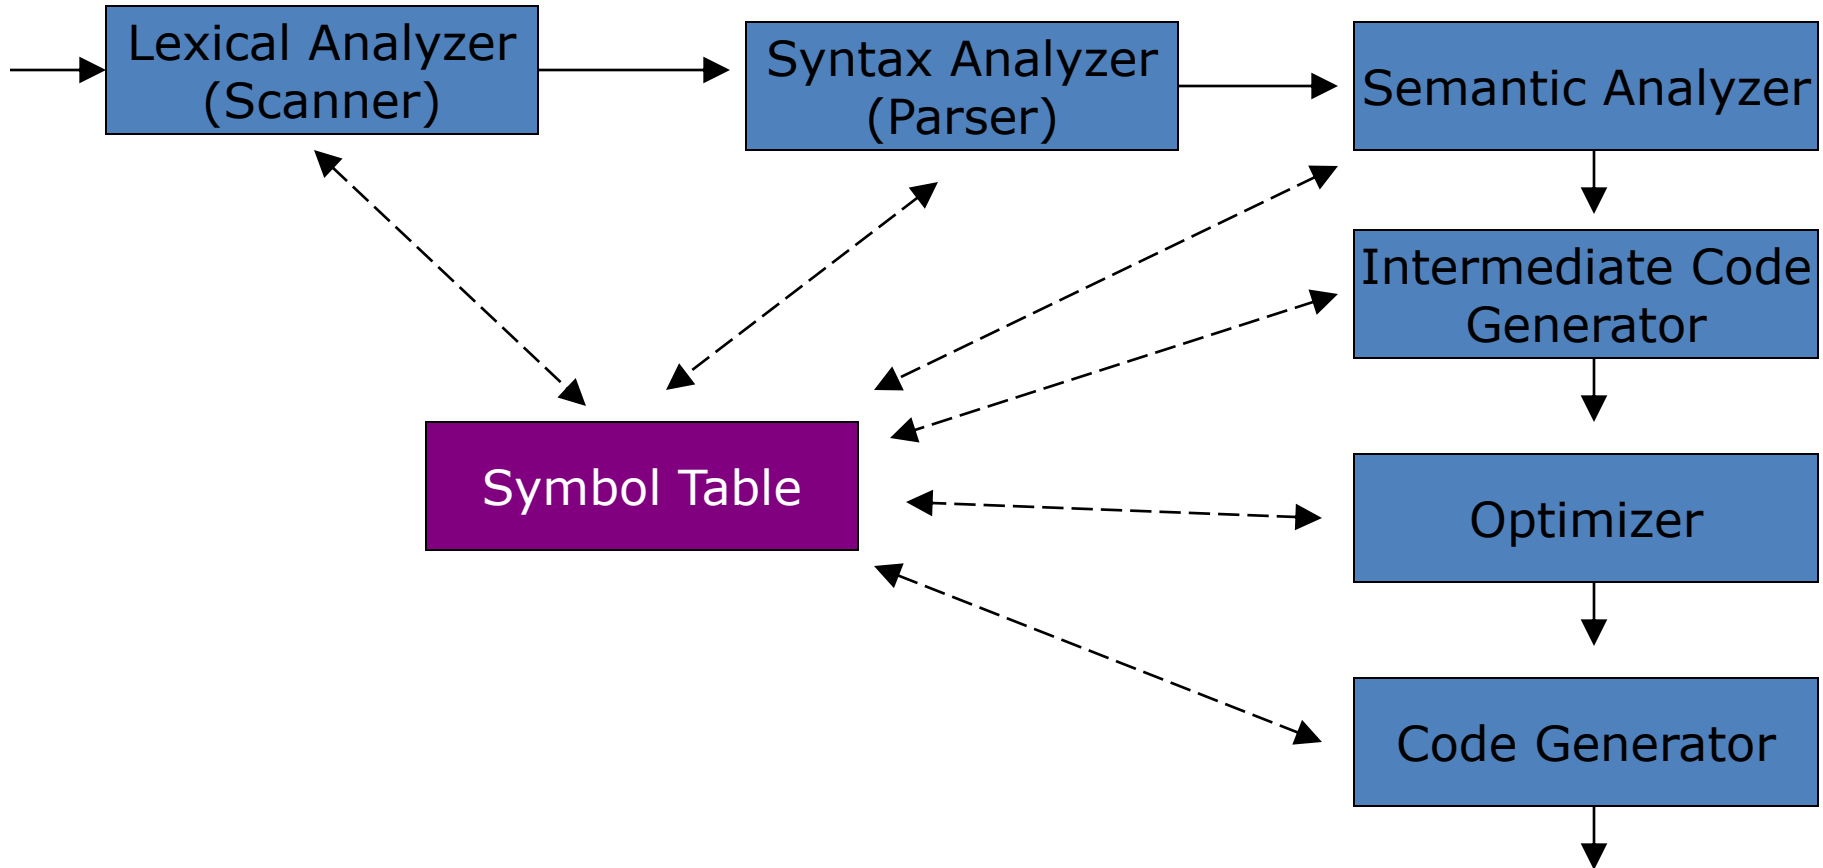 Lexical Analyzer
(Scanner)
Syntax Analyzer
(Parser)
Semantic Analyzer
Intermediate Code
Generator
Symbol Table
Optimizer
Code Generator